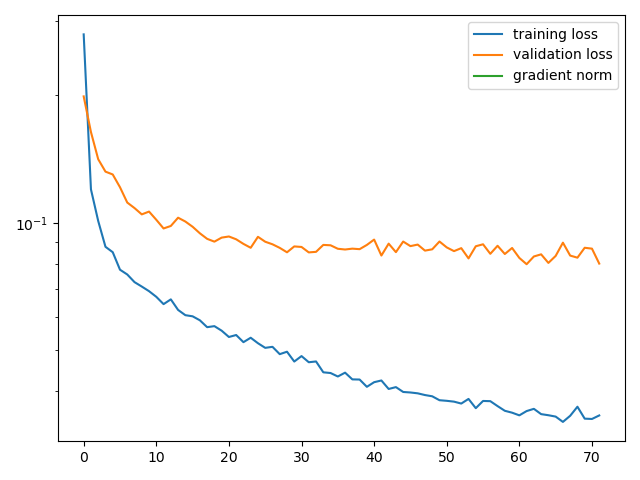 training loss
validation loss
gradient norm
10⁻¹
0 10 20 30 40 50 60 70